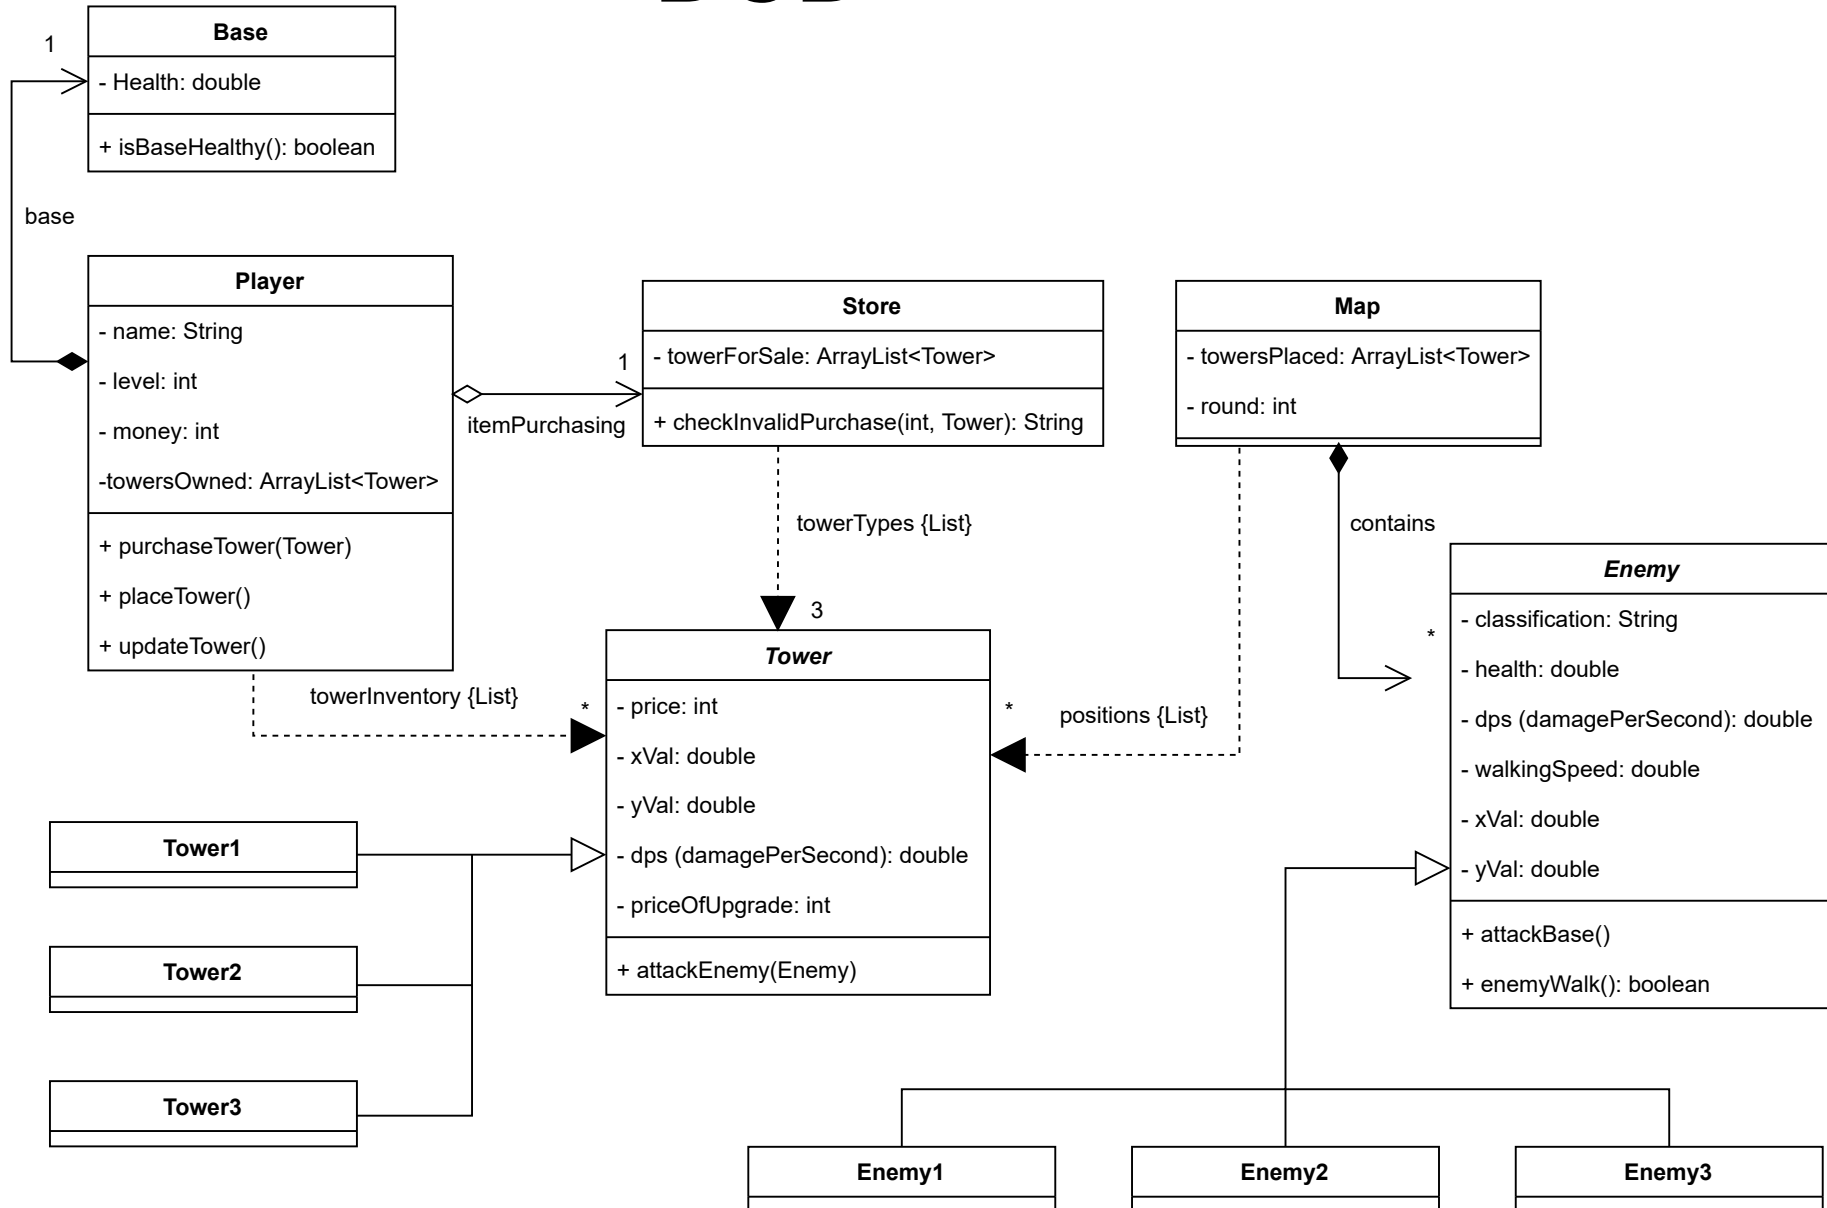 Base
1
- Health: double
+ isBaseHealthy(): boolean
base
Player
- name: String
- level: int
- money: int
-towersOwned: ArrayList<Tower>
+ purchaseTower(Tower)
+ placeTower()
+ updateTower()
1
itemPurchasing
Store
- towerForSale: ArrayList<Tower>
+ checkInvalidPurchase(int, Tower): String
Map
- towersPlaced: ArrayList<Tower>
- round: int
towerTypes {List}
3
contains
*
towerInventory {List}
*
Tower
- price: int
- xVal: double
- yVal: double
- dps (damagePerSecond): double
- priceOfUpgrade: int
+ attackEnemy(Enemy)
*
positions {List}
Enemy
- classification: String
- health: double
- dps (damagePerSecond): double
- walkingSpeed: double
- xVal: double
- yVal: double
+ attackBase()
+ enemyWalk(): boolean
Tower1
Tower2
Tower3
Enemy1
Enemy2
Enemy3